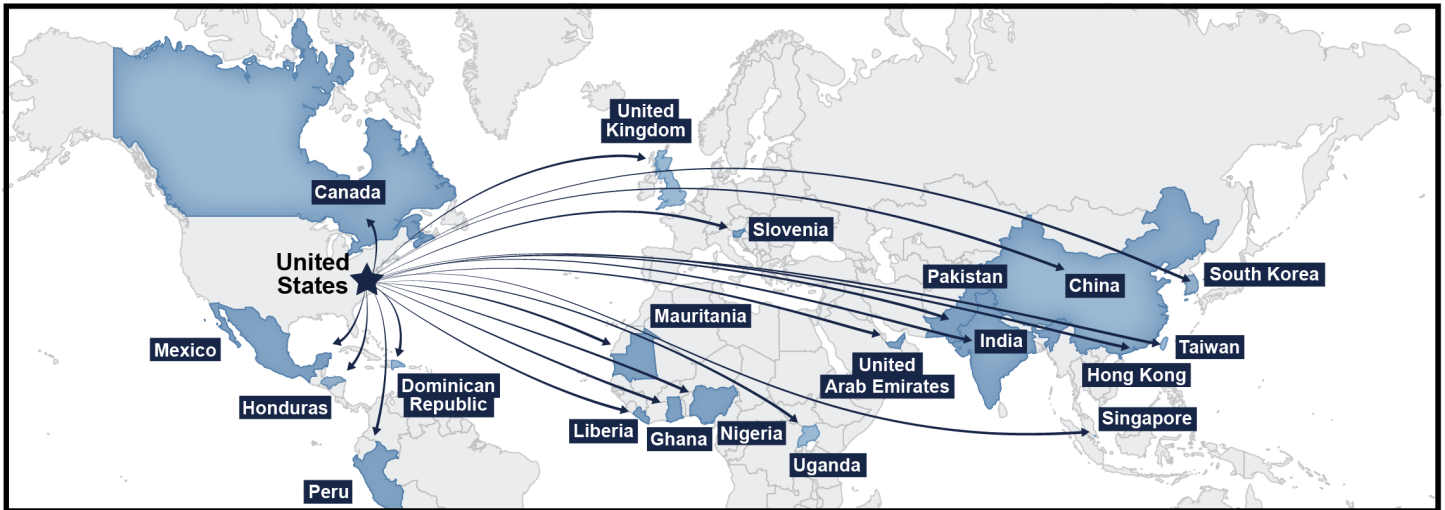 United
Kingdom
Canada
Slovenia
United
States
Pakistan
South Korea
China
Mauritania
India
Mexico
Taiwan
United
Arab Emirates
Hong Kong
Dominican
Republic
Honduras
Singapore
Liberia
Ghana
Nigeria
Uganda
Peru